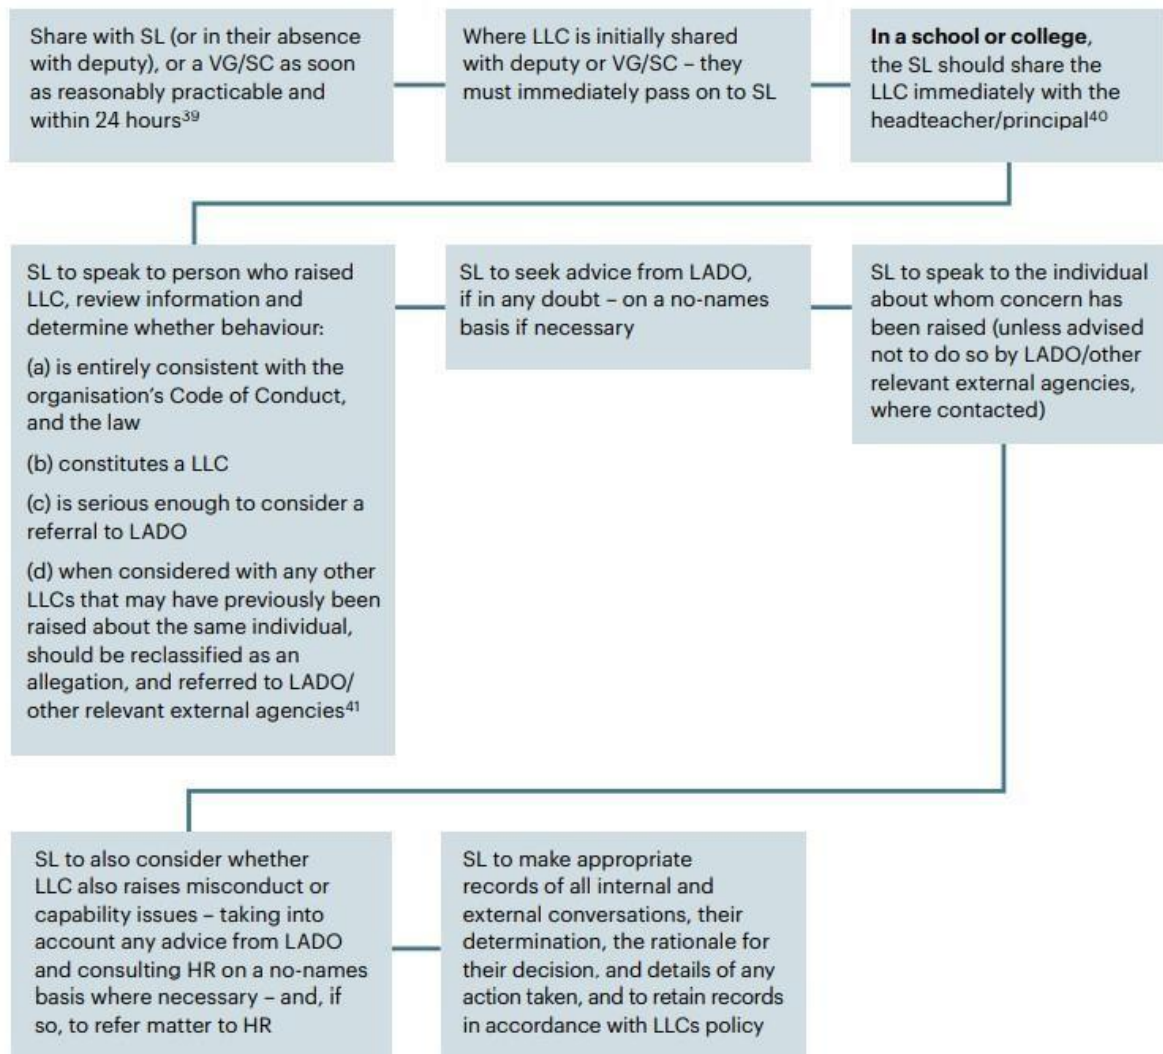 Share with SL (or in their absence
with deputy), or a VG/SC as soon
as reasonably practicable and
within 24 hours³⁹
Where LLC is initially shared
with deputy or VG/SC – they
must immediately pass on to SL
In a school or college,
the SL should share the
LLC immediately with the
headteacher/principal⁴⁰
SL to speak to person who raised
LLC, review information and
determine whether behaviour:
(a) is entirely consistent with the
organisation's Code of Conduct,
and the law
(b) constitutes a LLC
(c) is serious enough to consider a
referral to LADO
(d) when considered with any other
LLCs that may have previously been
raised about the same individual,
should be reclassified as an
allegation, and referred to LADO/
other relevant external agencies⁴¹
SL to seek advice from LADO,
if in any doubt – on a no-names
basis if necessary
SL to speak to the individual
about whom concern has
been raised (unless advised
not to do so by LADO/other
relevant external agencies,
where contacted)
SL to also consider whether
LLC also raises misconduct or
capability issues – taking into
account any advice from LADO
and consulting HR on a no-names
basis where necessary – and, if
so, to refer matter to HR
SL to make appropriate
records of all internal and
external conversations, their
determination, the rationale for
their decision, and details of any
action taken, and to retain records
in accordance with LLCs policy